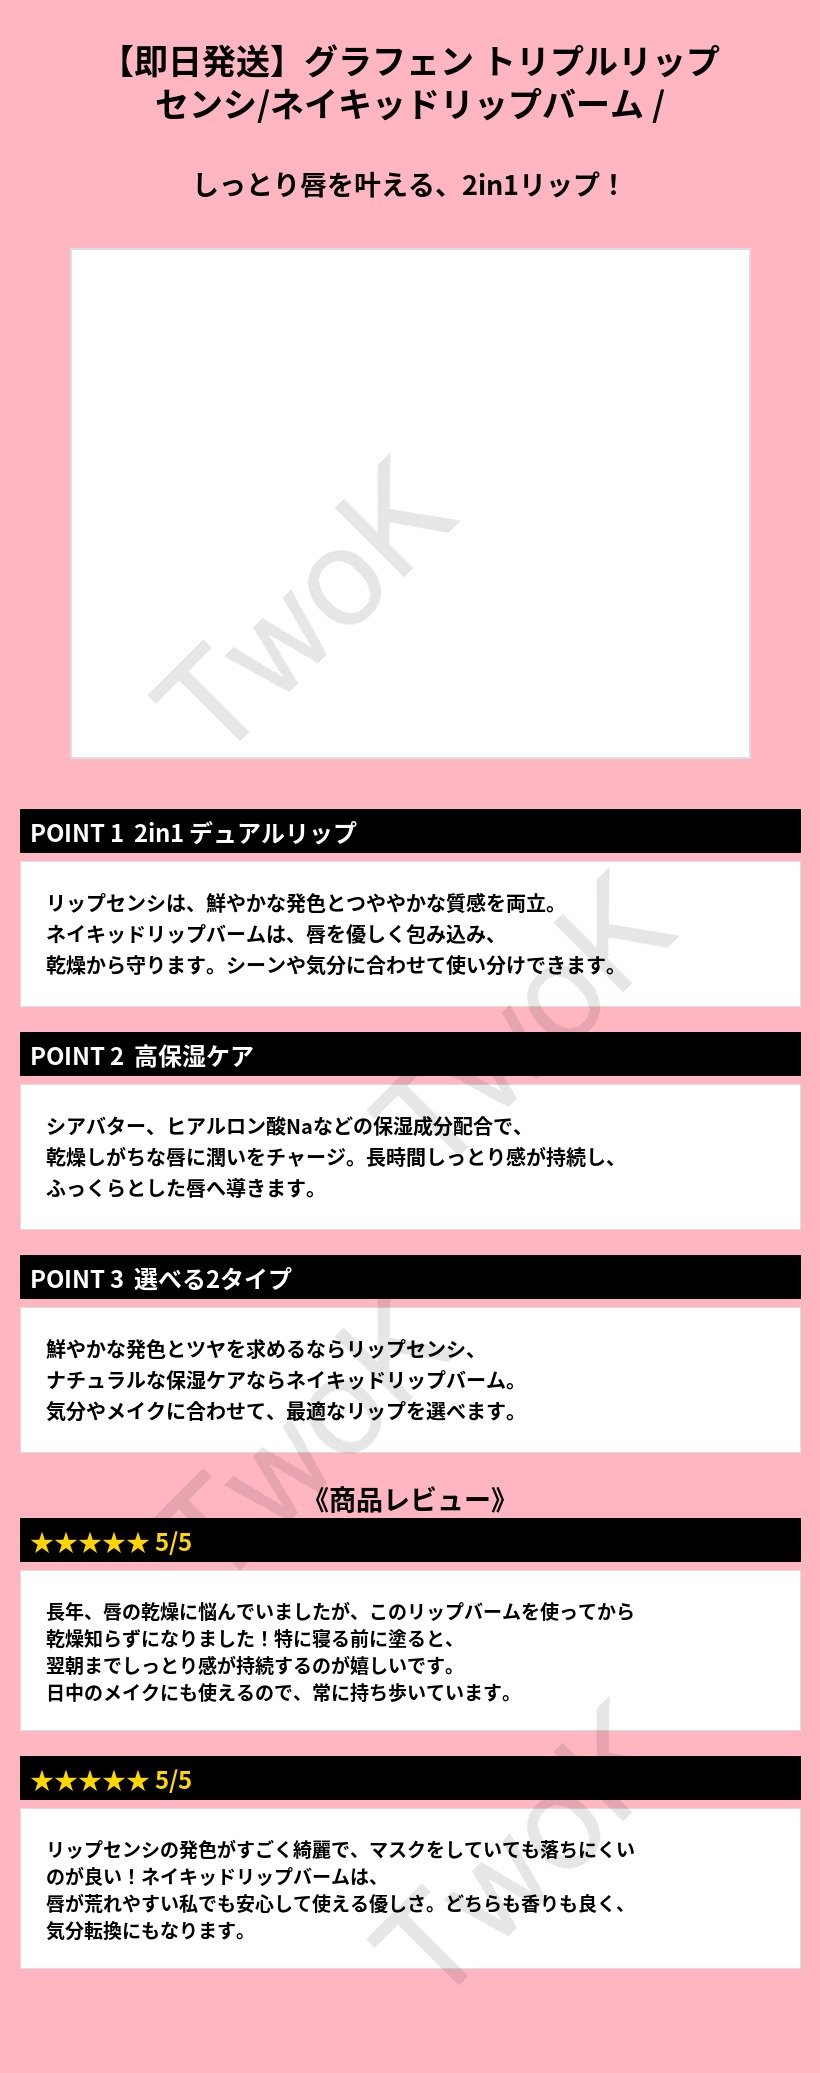 【即日発送】グラフェン トリプルリップ
センシ/ネイキッドリップバーム /
しっとり唇を叶える、2in1リップ！
TwoK
POINT 1 2in1 デュアルリップ
リップセンシは、鮮やかな発色とつややかな質感を両立。
ネイキッドリップバームは、唇を優しく包み込み、
乾燥から守ります。シーンや気分に合わせて使い分けできます。
TwoK
POINT 2 高保湿ケア
シアバター、ヒアルロン酸Naなどの保湿成分配合で、
乾燥しがちな唇に潤いをチャージ。長時間しっとり感が持続し、
ふっくらとした唇へ導きます。
POINT 3 選べる2タイプ
鮮やかな発色とツヤを求めるならリップセンシ、
ナチュラルな保湿ケアならネイキッドリップバーム。
気分やメイクに合わせて、最適なリップを選べます。
TwoK
《商品レビュー》
★★★★★ 5/5
長年、唇の乾燥に悩んでいましたが、このリップバームを使ってから
乾燥知らずになりました！特に寝る前に塗ると、
翌朝までしっとり感が持続するのが嬉しいです。
日中のメイクにも使えるので、常に持ち歩いています。
★★★★★ 5/5
リップセンシの発色がすごく綺麗で、マスクをしていても落ちにくい
のが良い！ネイキッドリップバームは、
唇が荒れやすい私でも安心して使える優しさ。どちらも香りも良く、
気分転換にもなります。
TwoK